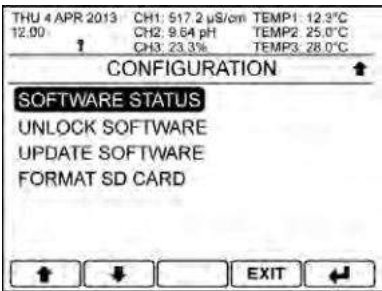 THU 4 APR 2013 CH1: 517.2 µS/cm TEMP1: 12.3°C
12.00 CH2: 9.64 pH TEMP2: 25.0°C
? CH3: 23.3% TEMP3: 28.0°C
CONFIGURATION
SOFTWARE STATUS
UNLOCK SOFTWARE
UPDATE SOFTWARE
FORMAT SD CARD
EXIT